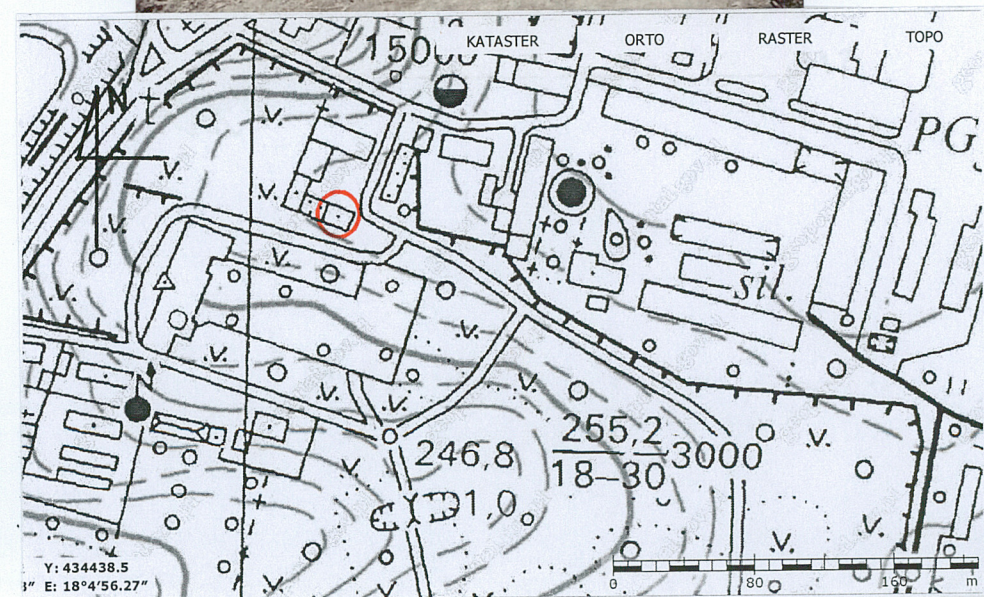 KATASTER ORTO RASTER TOPO
PG
sil.
246,8
1,0
255,2
18–30
3000
Y: 434438.5
E: 18°4'56.27"
0 80 160 m